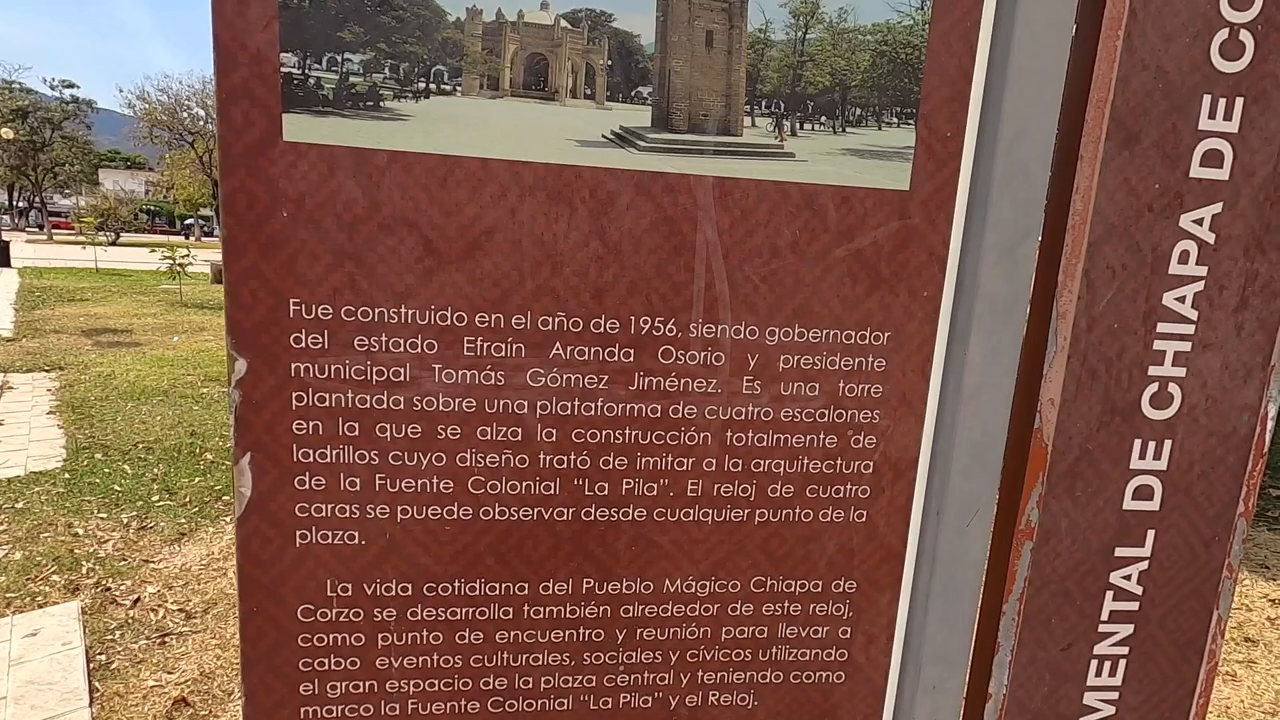 Fue construido en el año de 1956, siendo gobernador
del estado Efraín Aranda Osorio y presidente
municipal Tomás Gómez Jiménez. Es una torre
plantada sobre una plataforma de cuatro escalones
en la que se alza la construcción totalmente de
ladrillos cuyo diseño trató de imitar a la arquitectura
de la Fuente Colonial “La Pila”. El reloj de cuatro
caras se puede observar desde cualquier punto de la
plaza.
La vida cotidiana del Pueblo Mágico Chiapa de
Corzo se desarrolla también alrededor de este reloj,
como punto de encuentro y reunión para llevar a
cabo eventos culturales, sociales y cívicos utilizando
el gran espacio de la plaza central y teniendo como
marco la Fuente Colonial “La Pila” y el Reloj.
MENTAL DE CHIAPA DE CO